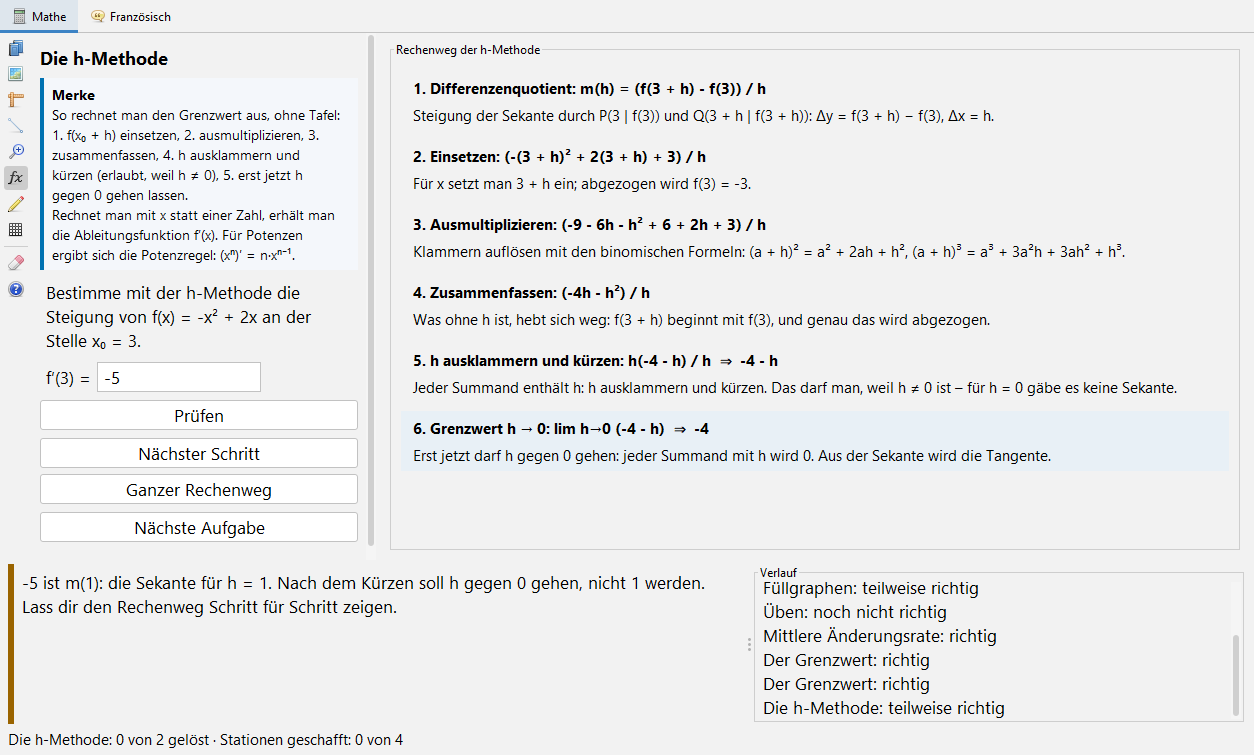 Mathe
Französisch
Die h-Methode
Merke
So rechnet man den Grenzwert aus, ohne Tafel:
1. f(x₀ + h) einsetzen, 2. ausmultiplizieren, 3.
zusammenfassen, 4. h ausklammern und
kürzen (erlaubt, weil h ≠ 0), 5. erst jetzt h
gegen 0 gehen lassen.
Rechnet man mit x statt einer Zahl, erhält man
die Ableitungsfunktion f′(x). Für Potenzen
ergibt sich die Potenzregel: (xⁿ)′ = n·xⁿ⁻¹.
Bestimme mit der h-Methode die
Steigung von f(x) = -x² + 2x an der
Stelle x₀ = 3.
f′(3) = -5
Prüfen
Nächster Schritt
Ganzer Rechenweg
Nächste Aufgabe
Rechenweg der h-Methode
1. Differenzenquotient: m(h) = (f(3 + h) - f(3)) / h
Steigung der Sekante durch P(3 | f(3)) und Q(3 + h | f(3 + h)): Δy = f(3 + h) − f(3), Δx = h.
2. Einsetzen: (-(3 + h)² + 2(3 + h) + 3) / h
Für x setzt man 3 + h ein; abgezogen wird f(3) = -3.
3. Ausmultiplizieren: (-9 - 6h - h² + 6 + 2h + 3) / h
Klammern auflösen mit den binomischen Formeln: (a + h)² = a² + 2ah + h², (a + h)³ = a³ + 3a²h + 3ah² + h³.
4. Zusammenfassen: (-4h - h²) / h
Was ohne h ist, hebt sich weg: f(3 + h) beginnt mit f(3), und genau das wird abgezogen.
5. h ausklammern und kürzen: h(-4 - h) / h ⇒ -4 - h
Jeder Summand enthält h: h ausklammern und kürzen. Das darf man, weil h ≠ 0 ist – für h = 0 gäbe es keine Sekante.
6. Grenzwert h → 0: lim h→0 (-4 - h) ⇒ -4
Erst jetzt darf h gegen 0 gehen: jeder Summand mit h wird 0. Aus der Sekante wird die Tangente.
-5 ist m(1): die Sekante für h = 1. Nach dem Kürzen soll h gegen 0 gehen, nicht 1 werden.
Lass dir den Rechenweg Schritt für Schritt zeigen.
Verlauf
Füllgraphen: teilweise richtig
Üben: noch nicht richtig
Mittlere Änderungsrate: richtig
Der Grenzwert: richtig
Der Grenzwert: richtig
Die h-Methode: teilweise richtig
Die h-Methode: 0 von 2 gelöst · Stationen geschafft: 0 von 4